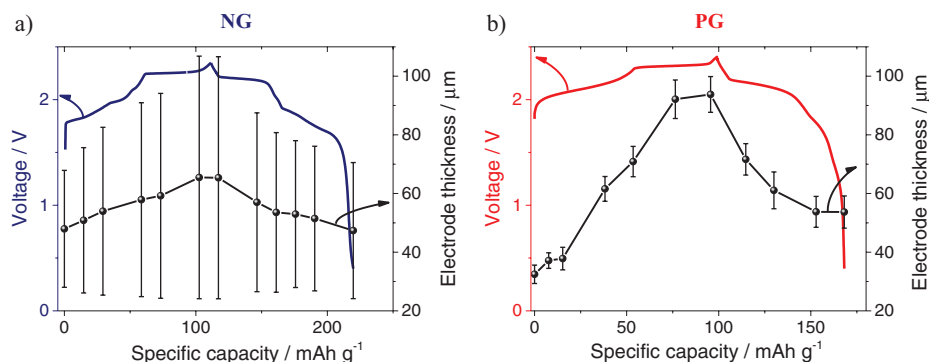 a)
NG
Voltage / V
2
1
0
Electrode thickness / µm
100
80
60
40
20
0
100
200
Specific capacity / mAh g⁻¹
b)
PG
Voltage / V
2
1
0
Electrode thickness / µm
100
80
60
40
20
0
50
100
150
Specific capacity / mAh g⁻¹